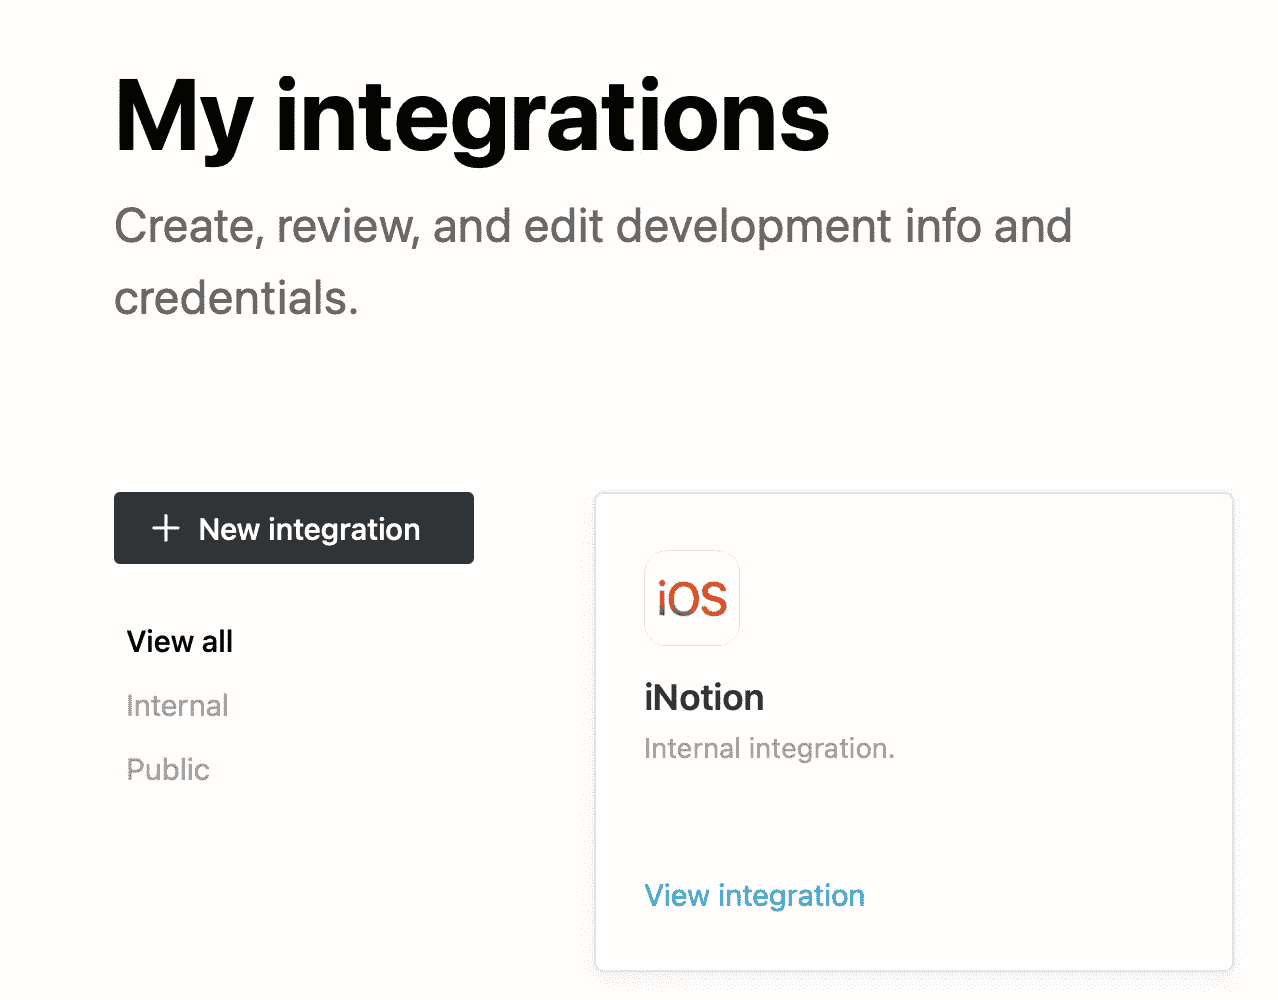 My integrations
Create, review, and edit development info and
credentials.
New integration
View all
Internal
Public
iOS
iNotion
Internal integration.
View integration